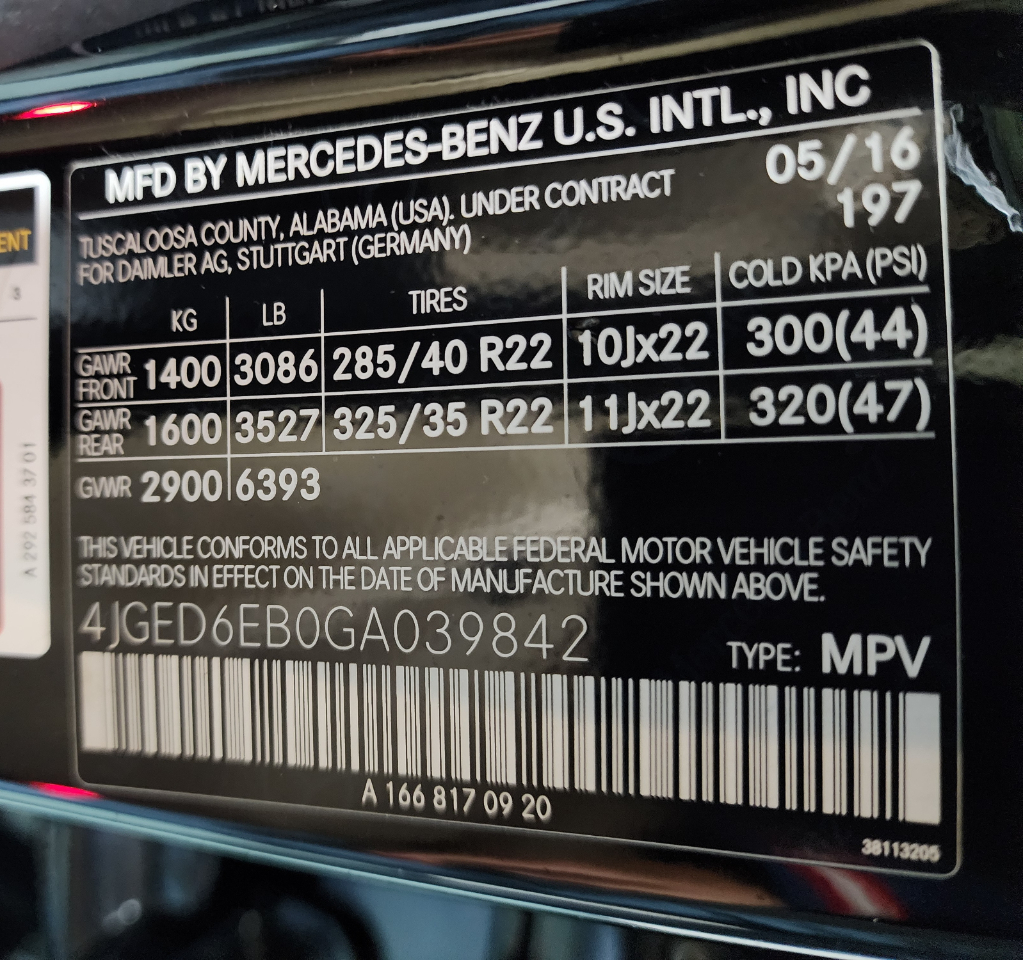 MFD BY MERCEDES-BENZ U.S. INTL., INC
05/16
TUSCALOOSA COUNTY, ALABAMA (USA). UNDER CONTRACT
197
FOR DAIMLER AG, STUTTGART (GERMANY)
KG LB TIRES RIM SIZE COLD KPA (PSI)
GAWR FRONT 1400 3086 285/40 R22 10Jx22 300(44)
GAWR REAR 1600 3527 325/35 R22 11Jx22 320(47)
GVWR 2900 6393
THIS VEHICLE CONFORMS TO ALL APPLICABLE FEDERAL MOTOR VEHICLE SAFETY
STANDARDS IN EFFECT ON THE DATE OF MANUFACTURE SHOWN ABOVE.
4JGED6EB0GA039842
TYPE: MPV
A 166 817 09 20
38113205
ENT
/3
A 292 584 37 01